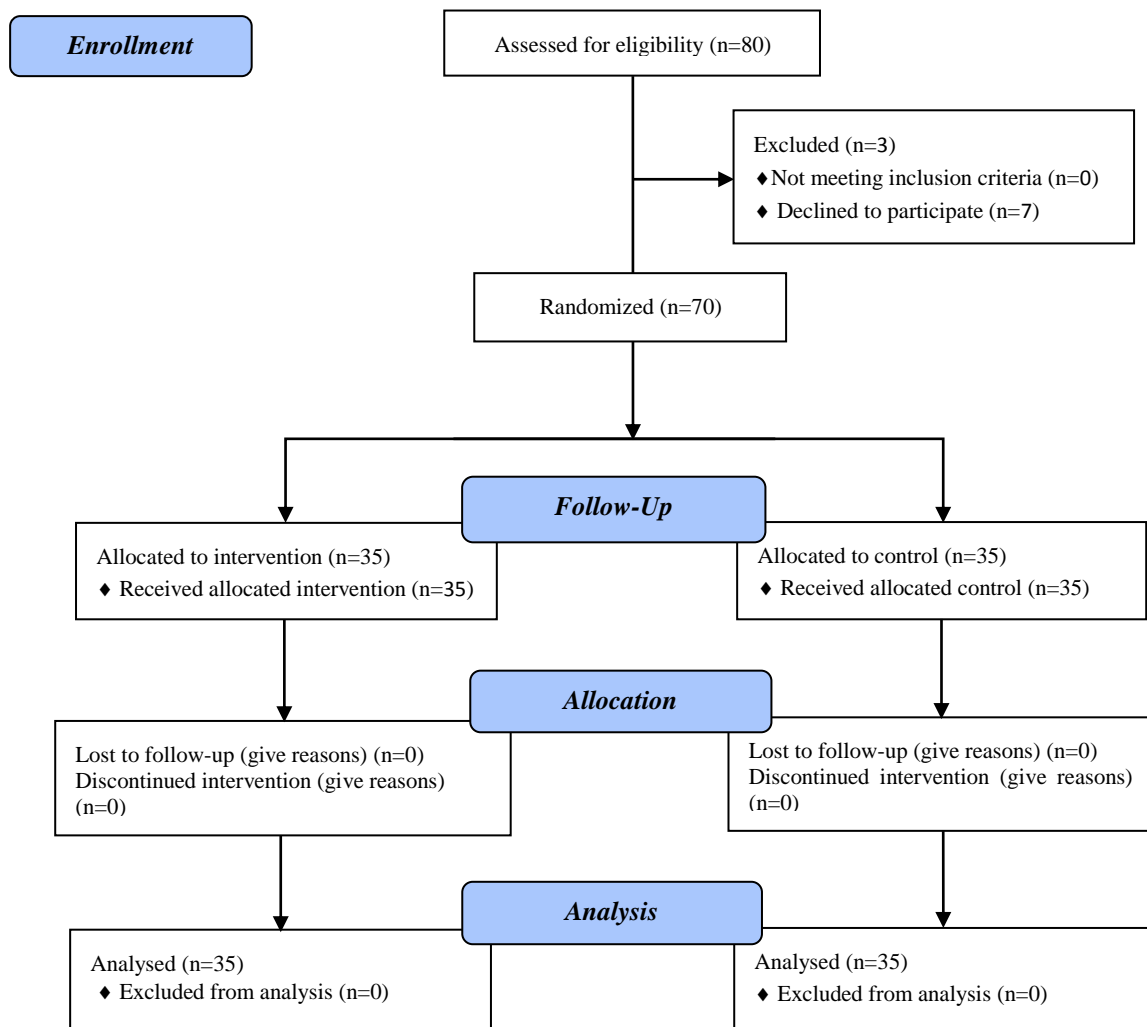 Enrollment
Assessed for eligibility (n=80)
Excluded (n=3)
♦Not meeting inclusion criteria (n=0)
♦ Declined to participate (n=7)
Randomized (n=70)
Follow-Up
Allocated to intervention (n=35)
♦ Received allocated intervention (n=35)
Allocated to control (n=35)
♦ Received allocated control (n=35)
Allocation
Lost to follow-up (give reasons) (n=0)
Discontinued intervention (give reasons)
(n=0)
Lost to follow-up (give reasons) (n=0)
Discontinued intervention (give reasons)
(n=0)
Analysis
Analysed (n=35)
♦ Excluded from analysis (n=0)
Analysed (n=35)
♦ Excluded from analysis (n=0)